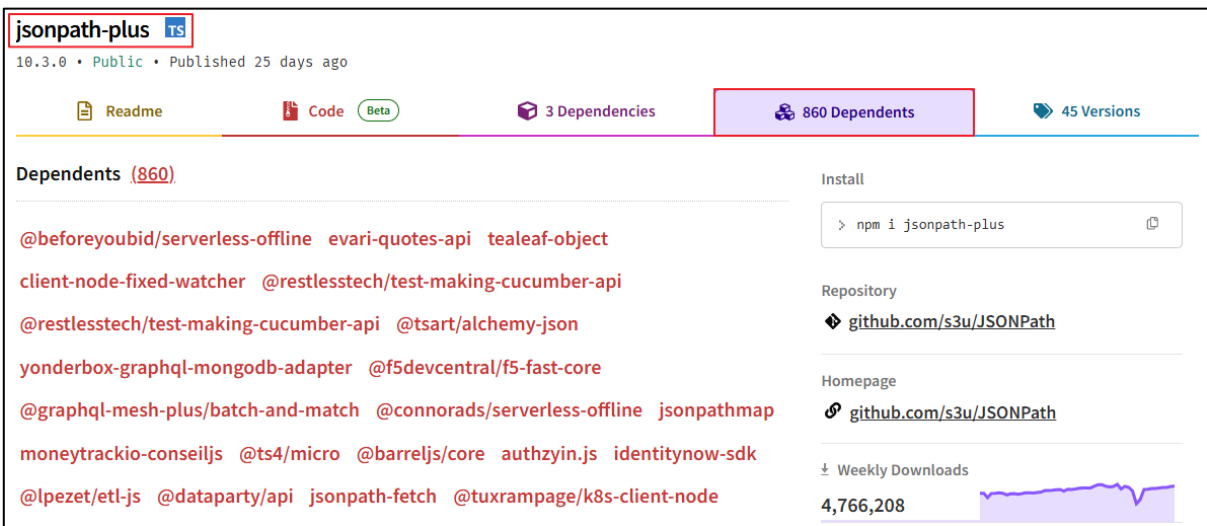 jsonpath-plus TS
10.3.0 • Public • Published 25 days ago
Readme
Code Beta
3 Dependencies
860 Dependents
45 Versions
Dependents (860)
@beforeyoubid/serverless-offline evari-quotes-api tealeaf-object
client-node-fixed-watcher @restlesstech/test-making-cucumber-api
@restlesstech/test-making-cucumber-api @tsart/alchemy-json
yonderbox-graphql-mongodb-adapter @f5devcentral/f5-fast-core
@graphql-mesh-plus/batch-and-match @connorads/serverless-offline jsonpathmap
moneytrackio-conseiljs @ts4/micro @barreljs/core authzyin.js identitynow-sdk
@lpezet/etl-js @dataparty/api jsonpath-fetch @tuxrampage/k8s-client-node
Install
> npm i jsonpath-plus
Repository
github.com/s3u/JSONPath
Homepage
github.com/s3u/JSONPath
Weekly Downloads
4,766,208